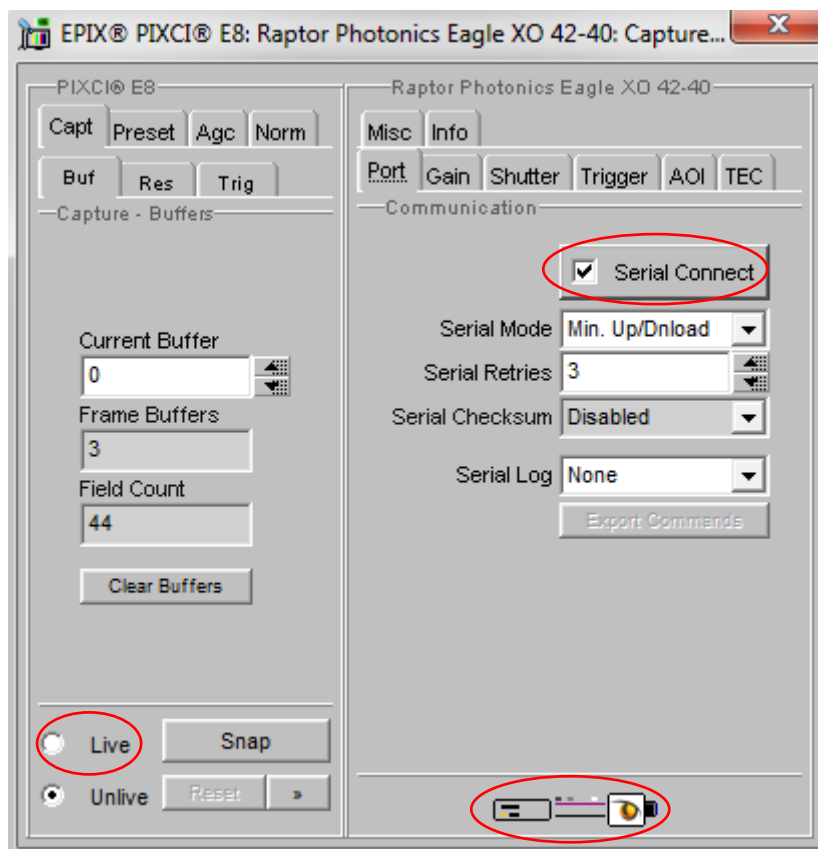 EPIX® PIXCI® E8: Raptor Photonics Eagle XO 42-40: Capture...
PIXCI® E8
Capt Preset Agc Norm
Buf Res Trig
Capture - Buffers
Current Buffer
0
Frame Buffers
3
Field Count
44
Clear Buffers
Live Snap
Unlive Reset »
Raptor Photonics Eagle XO 42-40
Misc Info
Port Gain Shutter Trigger AOI TEC
Communication
Serial Connect
Serial Mode Min. Up/Dnload
Serial Retries 3
Serial Checksum Disabled
Serial Log None
Export Commands